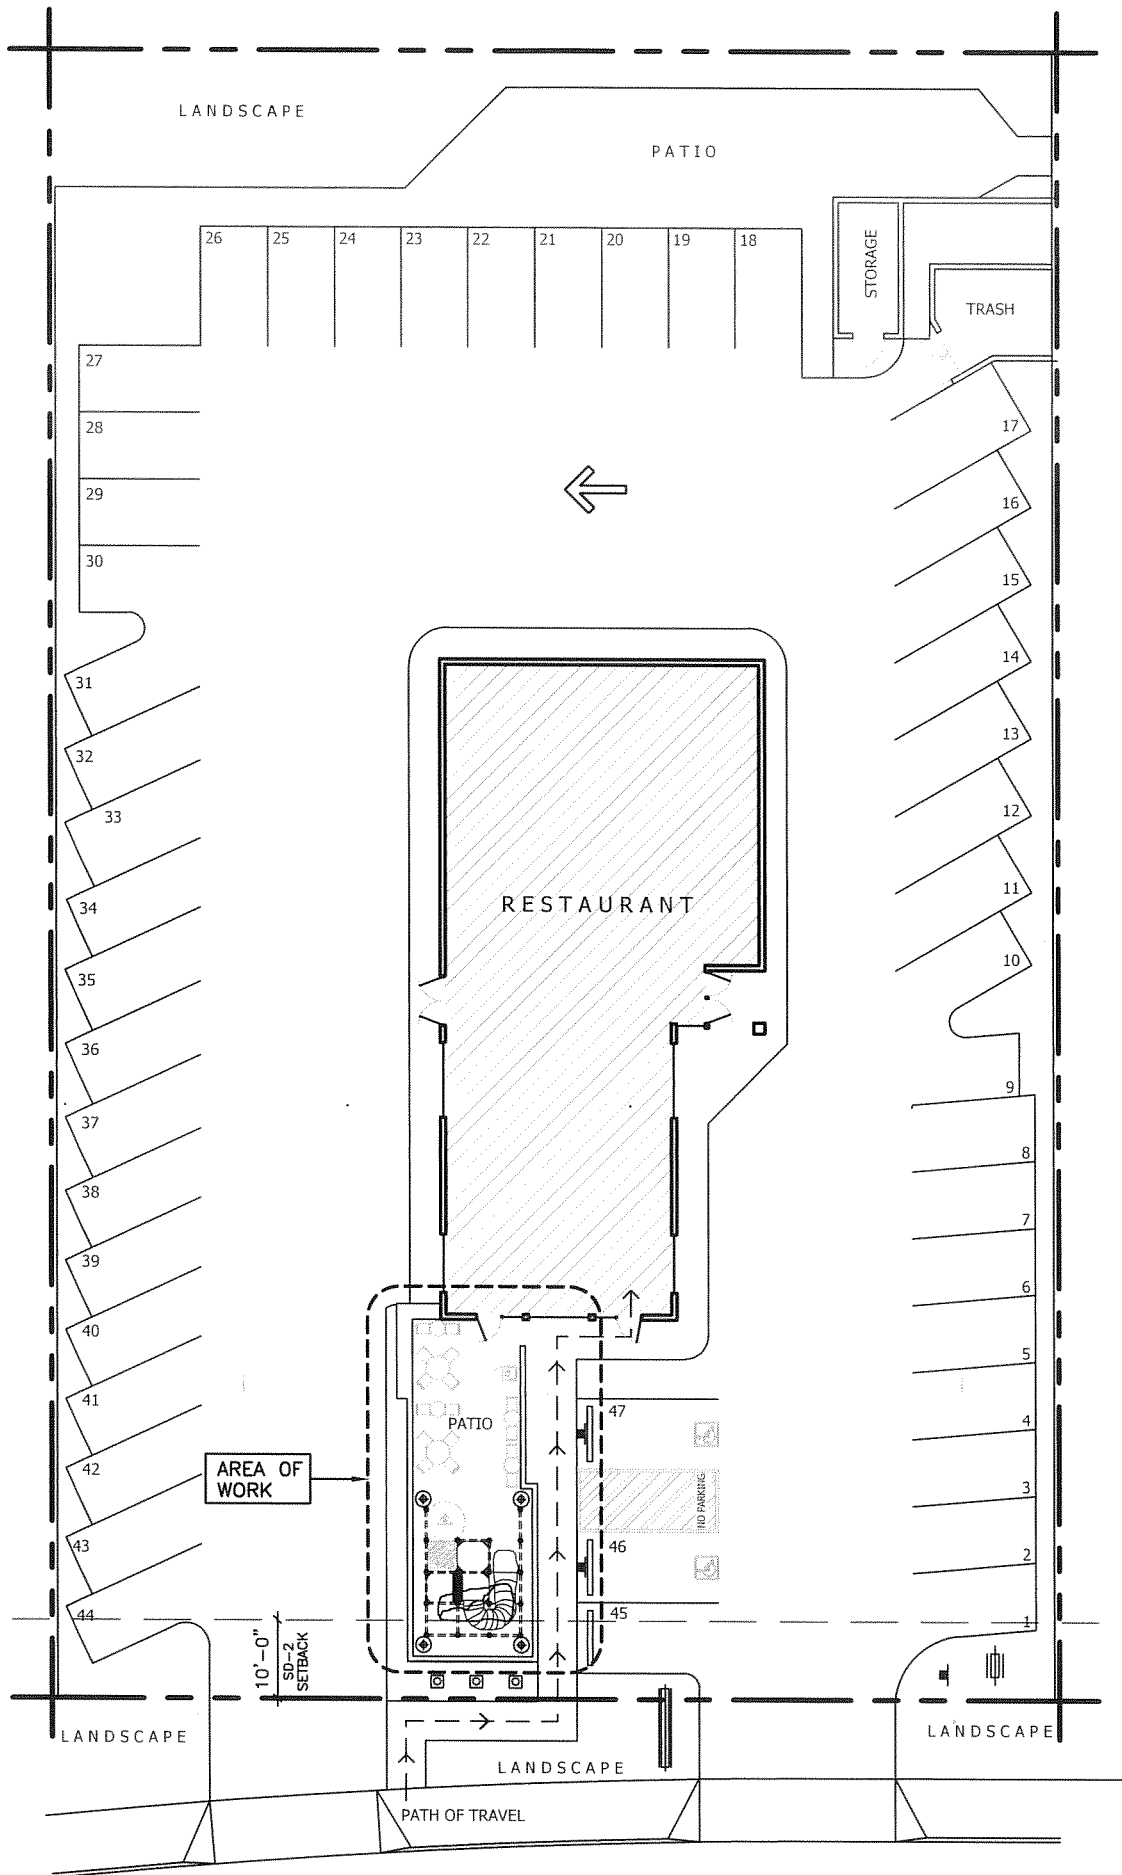 LANDSCAPE
PATIO
26 25 24 23 22 21 20 19 18
STORAGE
TRASH
27
28
29
30
31
32
33
34
35
36
37
38
39
40
41
42
43
44
17
16
15
14
13
12
11
10
9
8
7
6
5
4
3
2
1
RESTAURANT
PATIO
47
NO PARKING
46
45
AREA OF
WORK
10'-0"
SD-2
SETBACK
LANDSCAPE
LANDSCAPE
LANDSCAPE
PATH OF TRAVEL